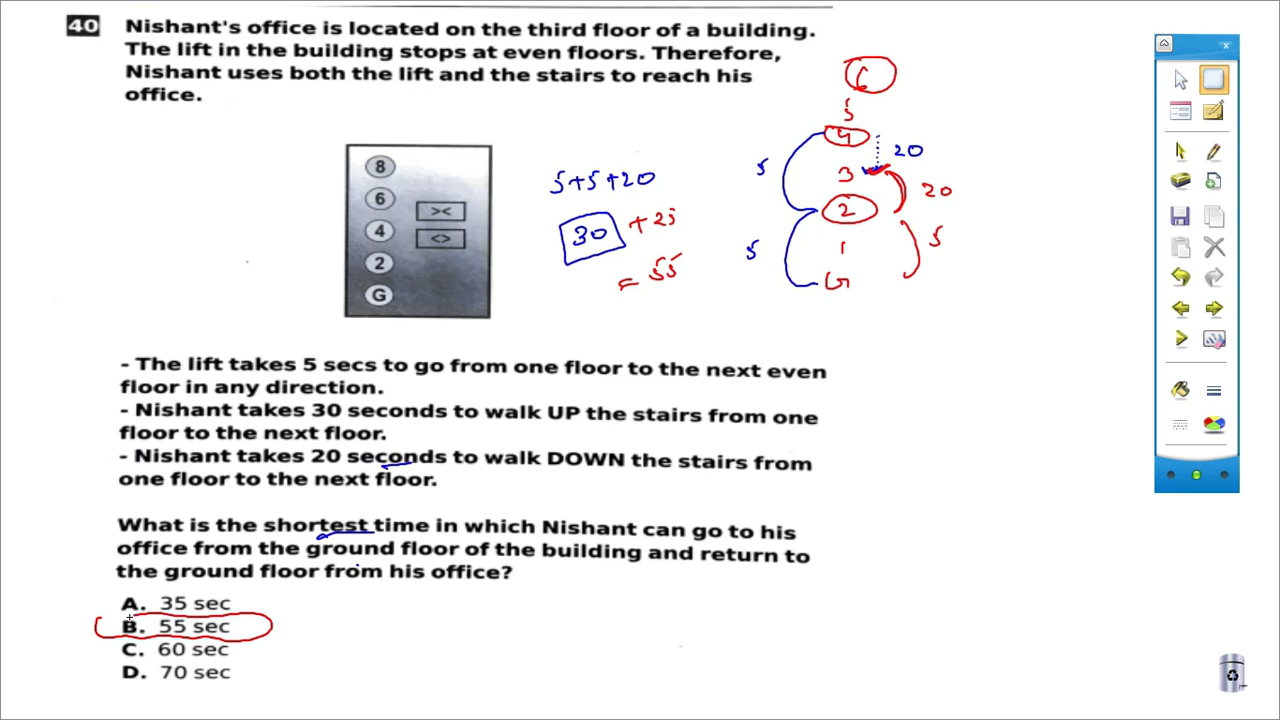 40 Nishant's office is located on the third floor of a building.
The lift in the building stops at even floors. Therefore,
Nishant uses both the lift and the stairs to reach his
office.
8
6
4
2
G
><
<>
5+5+20
30 + 25
= 55
6
5
4
3
2
1
G
5
5
20
20
5
- The lift takes 5 secs to go from one floor to the next even
floor in any direction.
- Nishant takes 30 seconds to walk UP the stairs from one
floor to the next floor.
- Nishant takes 20 seconds to walk DOWN the stairs from
one floor to the next floor.
What is the shortest time in which Nishant can go to his
office from the ground floor of the building and return to
the ground floor from his office?
A. 35 sec
B. 55 sec
C. 60 sec
D. 70 sec